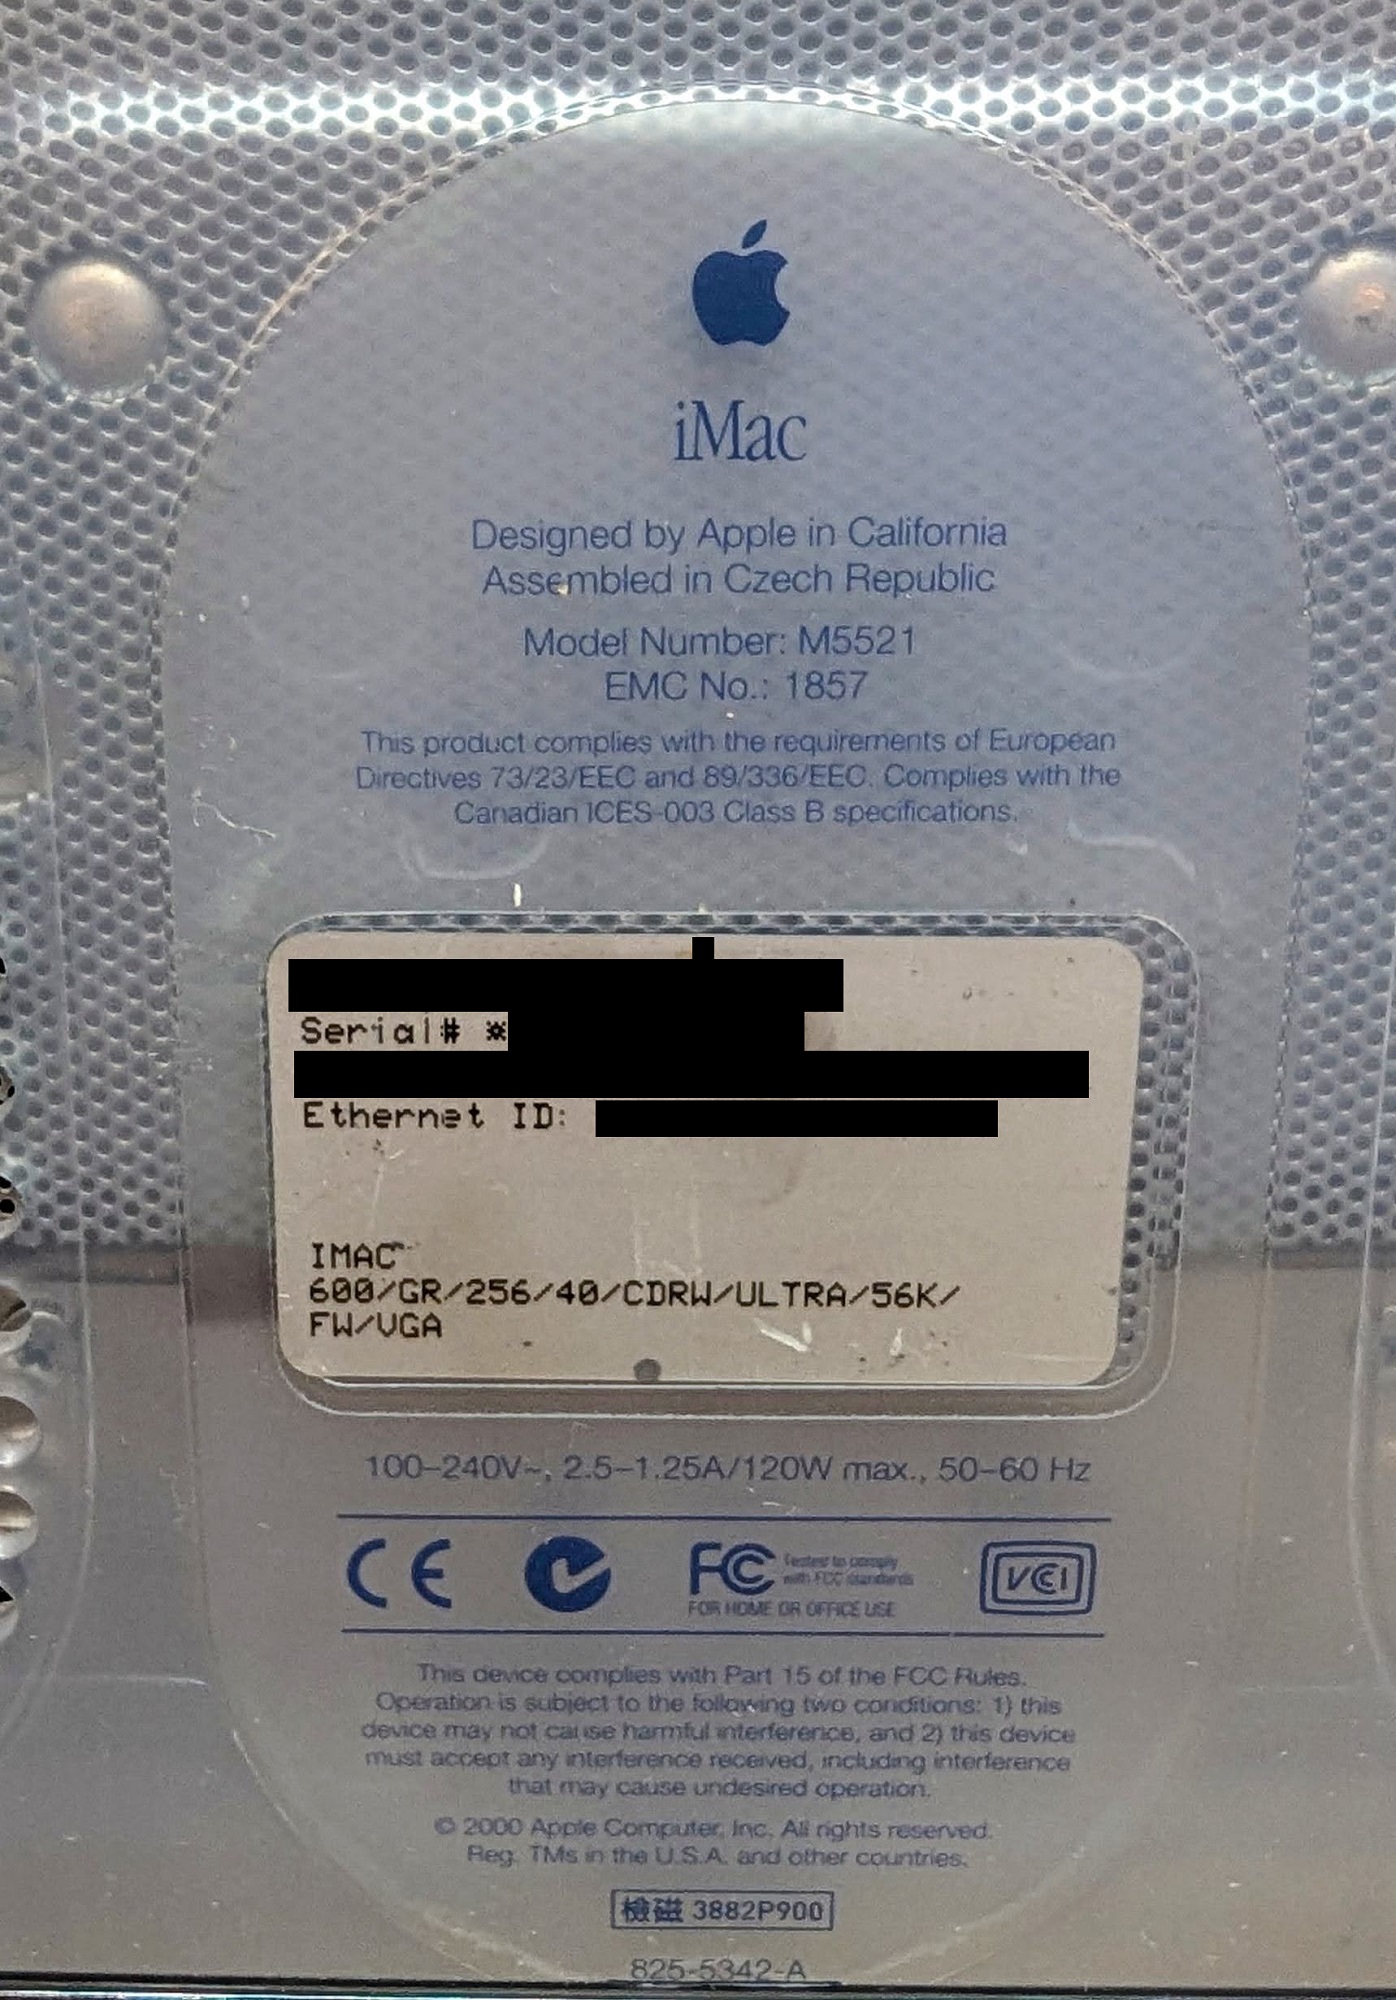 iMac
Designed by Apple in California
Assembled in Czech Republic
Model Number: M5521
EMC No.: 1857
This product complies with the requirements of European
Directives 73/23/EEC and 89/336/EEC. Complies with the
Canadian ICES-003 Class B specifications.
Serial# *
Ethernet ID:
IMAC
600/GR/256/40/CDRW/ULTRA/56K/
FW/VGA
100–240V~, 2.5–1.25A/120W max., 50–60 Hz
CE
FC Tested to comply
with FCC standards
FOR HOME OR OFFICE USE
VCI
This device complies with Part 15 of the FCC Rules.
Operation is subject to the following two conditions: 1) this
device may not cause harmful interference, and 2) this device
must accept any interference received, including interference
that may cause undesired operation.
© 2000 Apple Computer, Inc. All rights reserved.
Reg. TMs in the U.S.A. and other countries.
檢磁 3882P900
825-5342-A